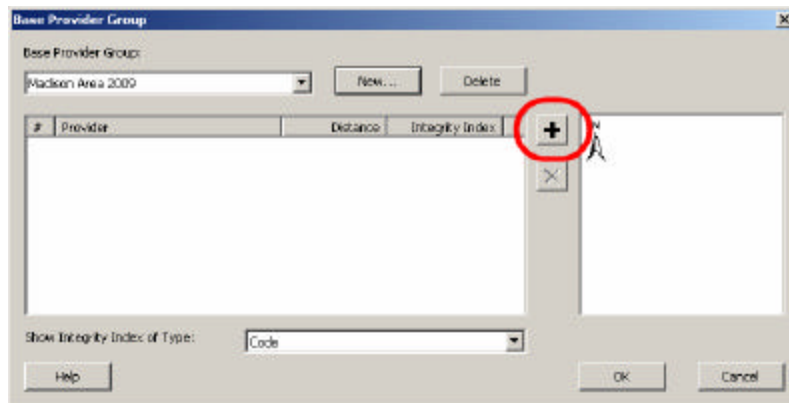 Base Provider Group
Base Provider Group:
Madison Area 2009
New...
Delete
# Provider Distance Integrity Index
N
Show Integrity Index of Type:
Code
Help
OK
Cancel